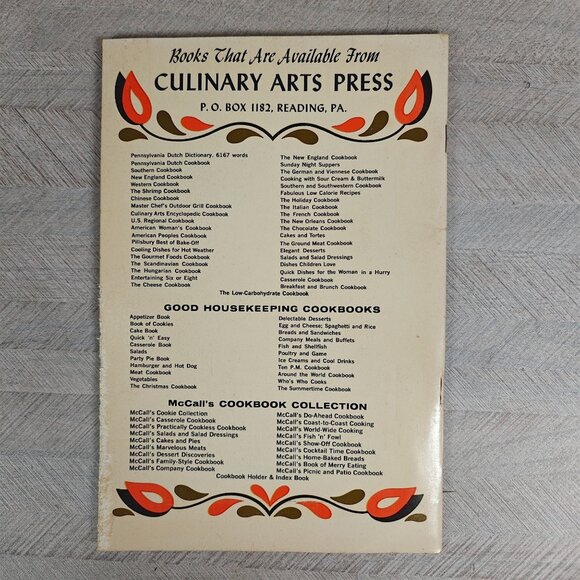 Books That Are Available From
CULINARY ARTS PRESS
P. O. BOX 1182, READING, PA.
Pennsylvania Dutch Dictionary. 6167 words
Pennsylvania Dutch Cookbook
Southern Cookbook
New England Cookbook
Western Cookbook
The Shrimp Cookbook
Chinese Cookbook
Master Chef's Outdoor Grill Cookbook
Culinary Arts Encyclopedic Cookbook
U.S. Regional Cookbook
American Woman's Cookbook
American Peoples Cookbook
Pillsbury Best of Bake-Off
Cooling Dishes for Hot Weather
The Gourmet Foods Cookbook
The Scandinavian Cookbook
The Hungarian Cookbook
Entertaining Six or Eight
The Cheese Cookbook
The New England Cookbook
Sunday Night Suppers
The German and Viennese Cookbook
Cooking with Sour Cream & Buttermilk
Southern and Southwestern Cookbook
Fabulous Low Calorie Recipes
The Holiday Cookbook
The Italian Cookbook
The French Cookbook
The New Orleans Cookbook
The Chocolate Cookbook
Cakes and Tortes
The Ground Meat Cookbook
Elegant Desserts
Salads and Salad Dressings
Dishes Children Love
Quick Dishes for the Woman in a Hurry
Casserole Cookbook
Breakfast and Brunch Cookbook
The Low-Carbohydrate Cookbook
GOOD HOUSEKEEPING COOKBOOKS
Appetizer Book
Book of Cookies
Cake Book
Quick 'n' Easy
Casserole Book
Salads
Party Pie Book
Hamburger and Hot Dog
Meat Cookbook
Vegetables
The Christmas Cookbook
Delectable Desserts
Egg and Cheese; Spaghetti and Rice
Breads and Sandwiches
Company Meals and Buffets
Fish and Shellfish
Poultry and Game
Ice Creams and Cool Drinks
Ten P.M. Cookbook
Around the World Cookbook
Who's Who Cooks
The Summertime Cookbook
McCall's COOKBOOK COLLECTION
McCall's Cookie Collection
McCall's Casserole Cookbook
McCall's Practically Cookless Cookbook
McCall's Salads and Salad Dressings
McCall's Cakes and Pies
McCall's Marvelous Meats
McCall's Dessert Discoveries
McCall's Family-Style Cookbook
McCall's Company Cookbook
McCall's Do-Ahead Cookbook
McCall's Coast-to-Coast Cooking
McCall's World-Wide Cooking
McCall's Fish 'n' Fowl
McCall's Show-Off Cookbook
McCall's Cocktail Time Cookbook
McCall's Home-Baked Breads
McCall's Book of Merry Eating
McCall's Picnic and Patio Cookbook
Cookbook Holder & Index Book